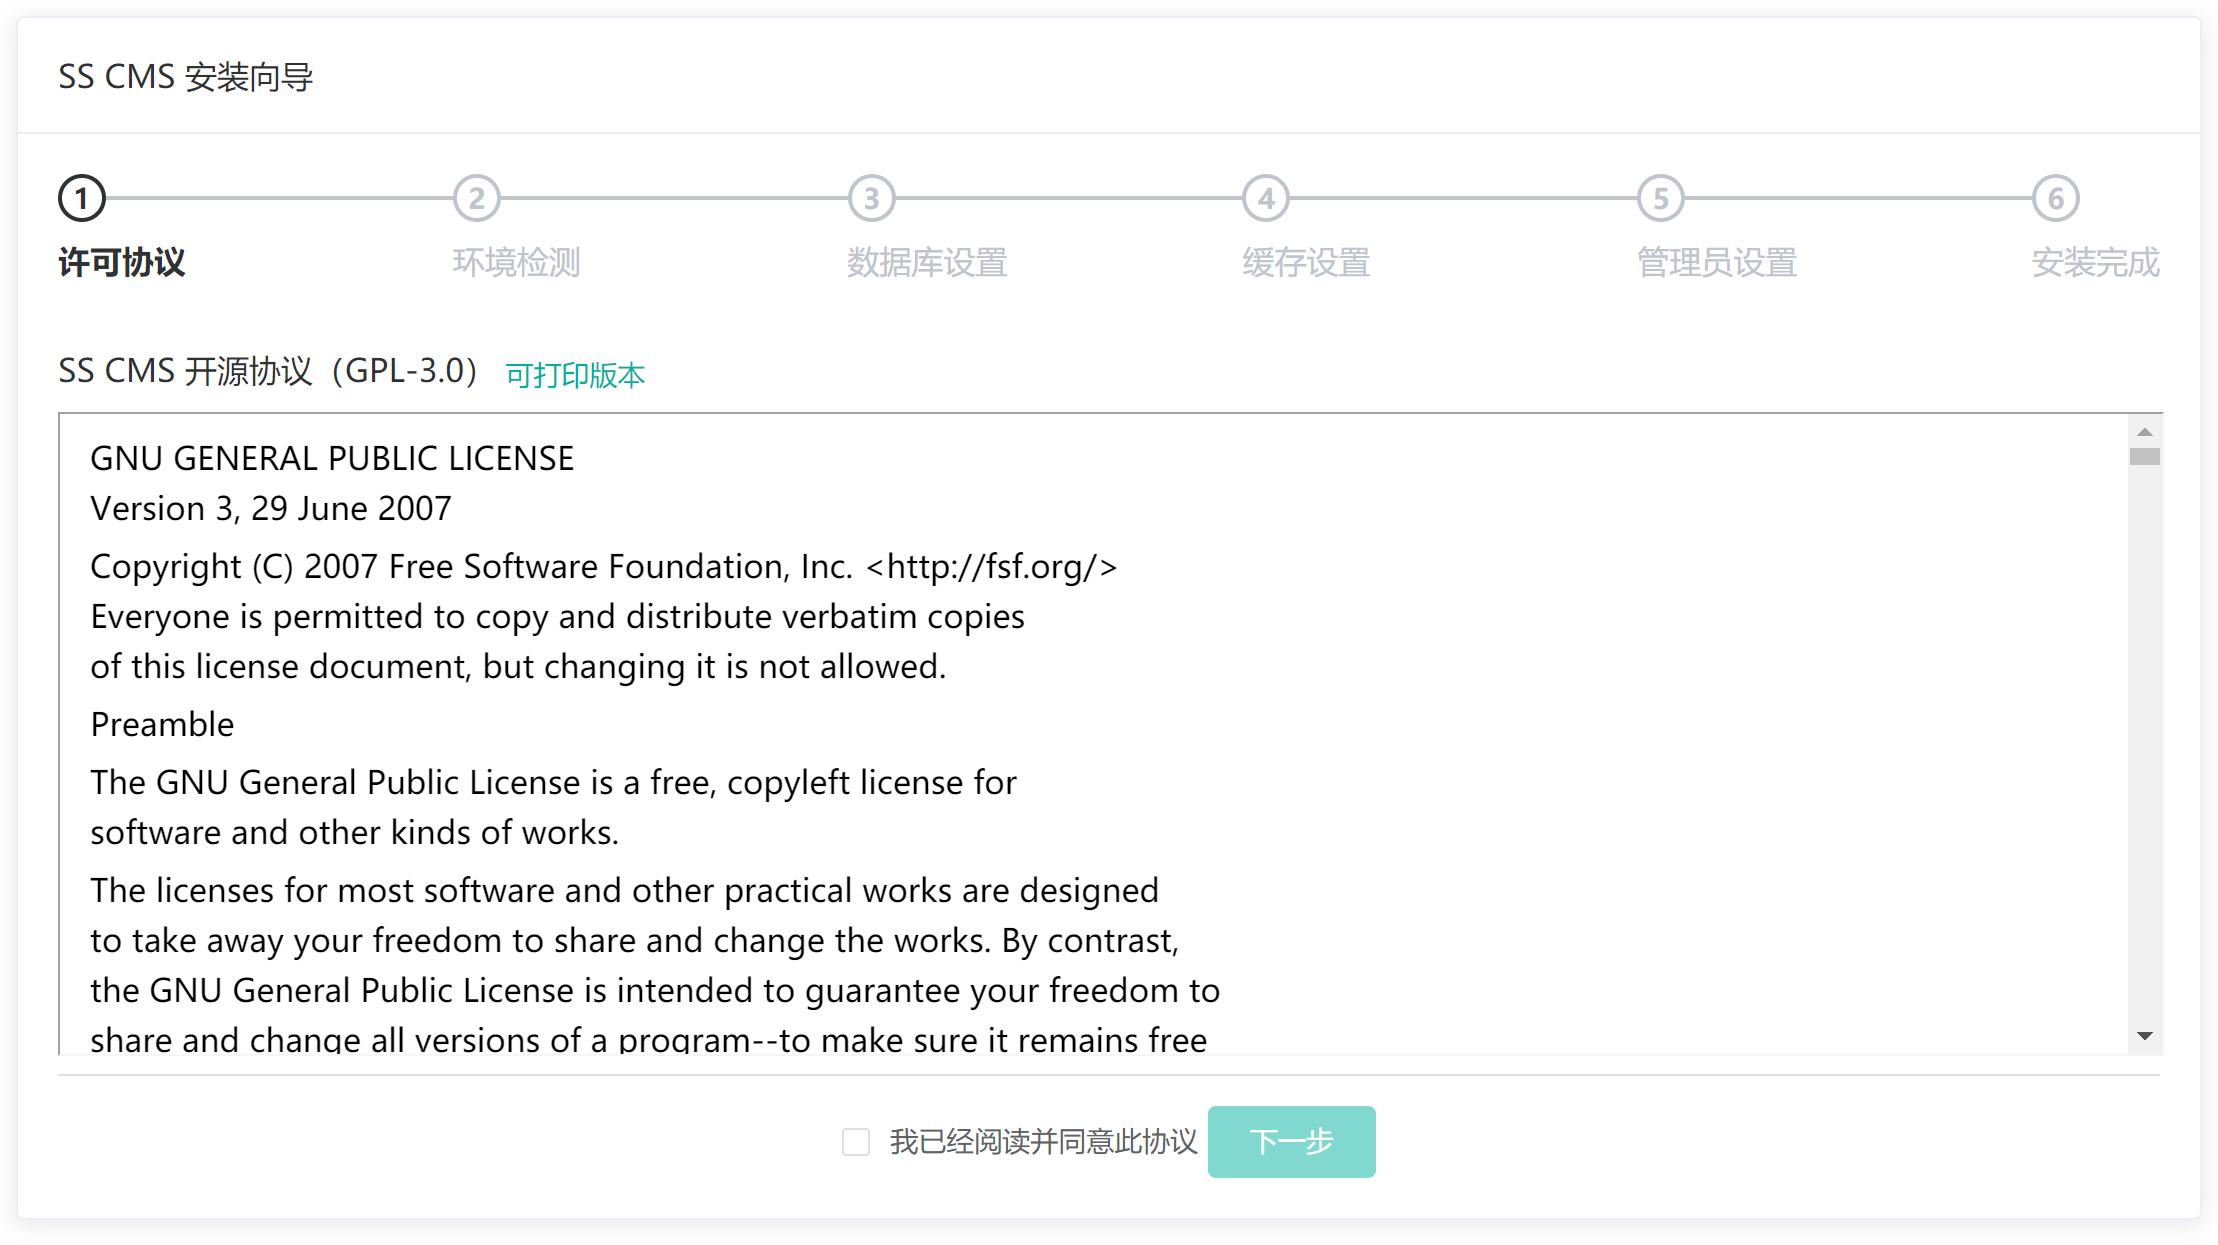 SS CMS 安装向导
1 2 3 4 5 6
许可协议 环境检测 数据库设置 缓存设置 管理员设置 安装完成
SS CMS 开源协议（GPL-3.0） 可打印版本
GNU GENERAL PUBLIC LICENSE
Version 3, 29 June 2007
Copyright (C) 2007 Free Software Foundation, Inc. <http://fsf.org/>
Everyone is permitted to copy and distribute verbatim copies
of this license document, but changing it is not allowed.
Preamble
The GNU General Public License is a free, copyleft license for
software and other kinds of works.
The licenses for most software and other practical works are designed
to take away your freedom to share and change the works. By contrast,
the GNU General Public License is intended to guarantee your freedom to
share and change all versions of a program--to make sure it remains free
我已经阅读并同意此协议 下一步